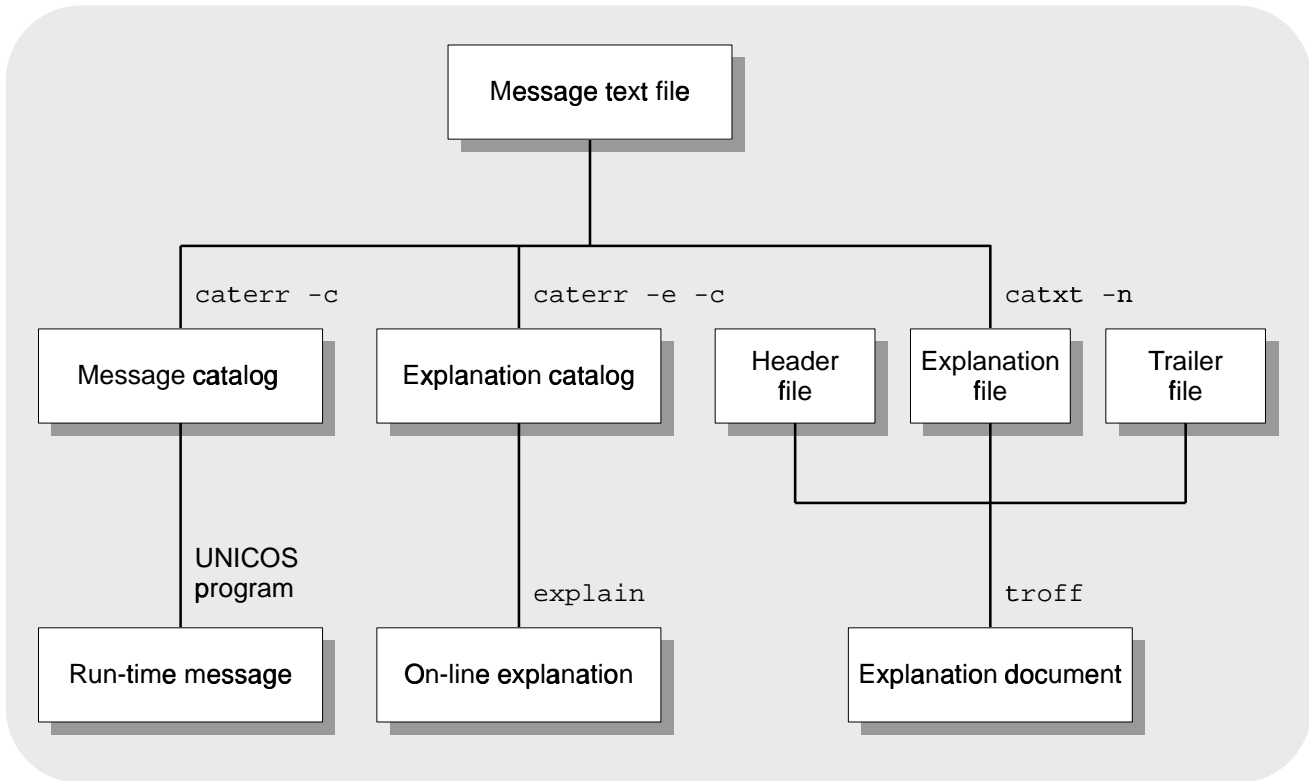 Message text file
caterr -c
caterr -e -c
catxt -n
Message catalog
Explanation catalog
Header
file
Explanation
file
Trailer
file
UNICOS
program
explain
troff
Run-time message
On-line explanation
Explanation document